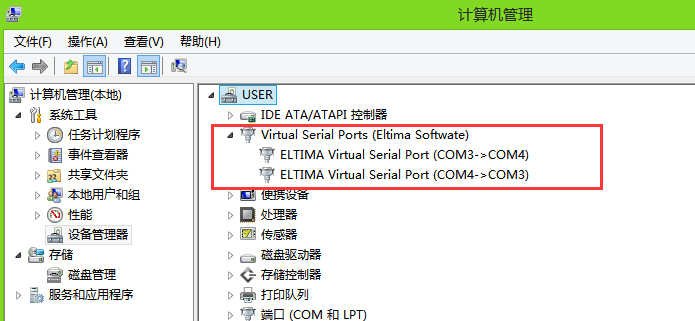 计算机管理
文件(F) 操作(A) 查看(V) 帮助(H)
计算机管理(本地)
系统工具
任务计划程序
事件查看器
共享文件夹
本地用户和组
性能
设备管理器
存储
磁盘管理
服务和应用程序
USER
IDE ATA/ATAPI 控制器
Virtual Serial Ports (Eltima Softwate)
ELTIMA Virtual Serial Port (COM3->COM4)
ELTIMA Virtual Serial Port (COM4->COM3)
便携设备
处理器
传感器
磁盘驱动器
存储控制器
打印队列
端口 (COM 和 LPT)